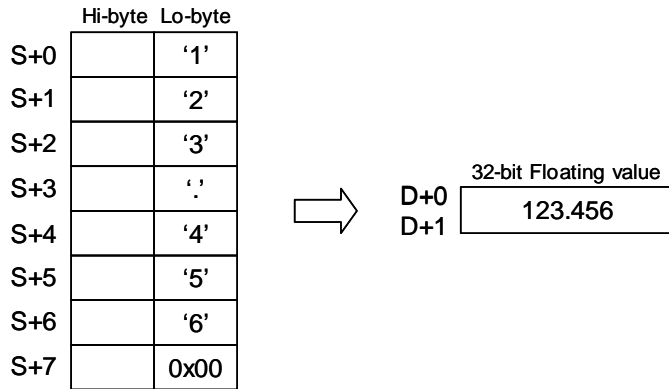 Hi-byte Lo-byte
S+0 ‘1’
S+1 ‘2’
S+2 ‘3’
S+3 ‘.’
S+4 ‘4’
S+5 ‘5’
S+6 ‘6’
S+7 0x00
32-bit Floating value
D+0
D+1
123.456